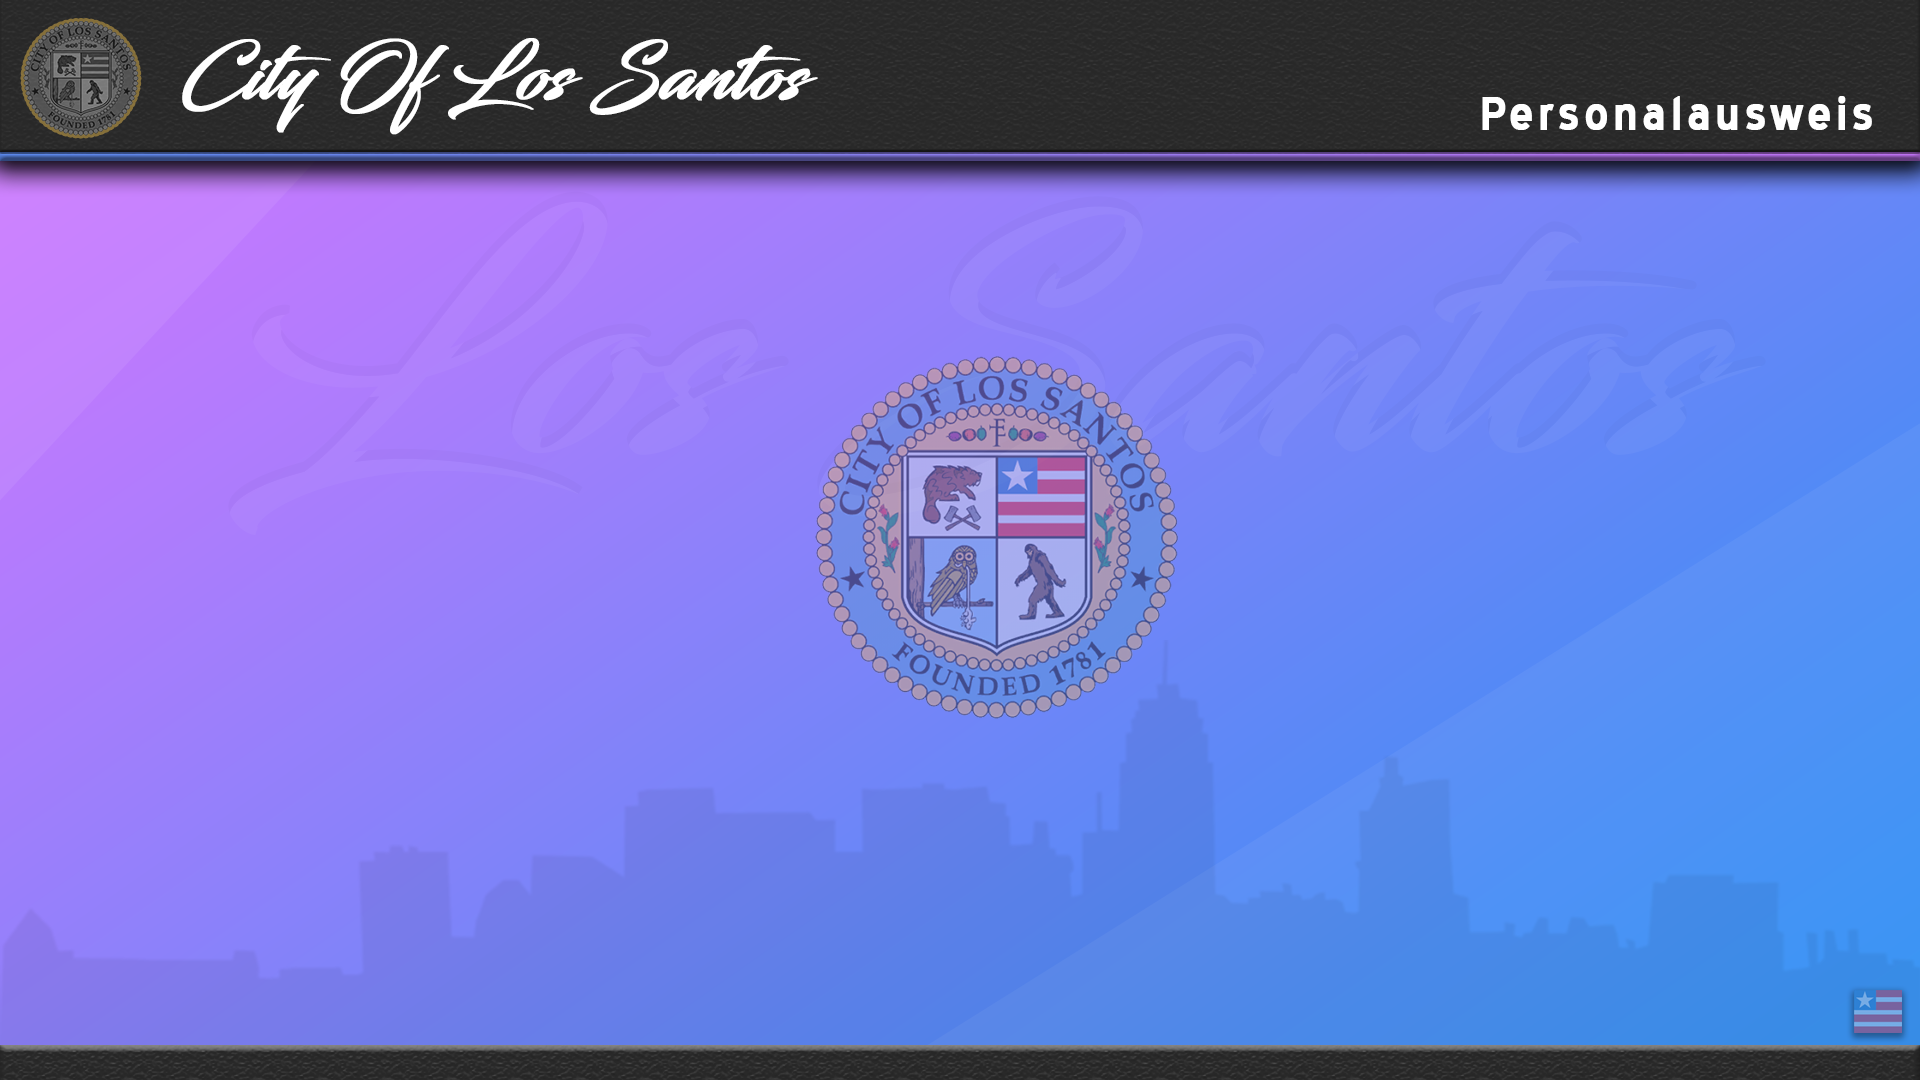 CITY OF LOS SANTOS
FOUNDED 1781
City Of Los Santos
Personalausweis
Los Santos
CITY OF LOS SANTOS
FOUNDED 1781